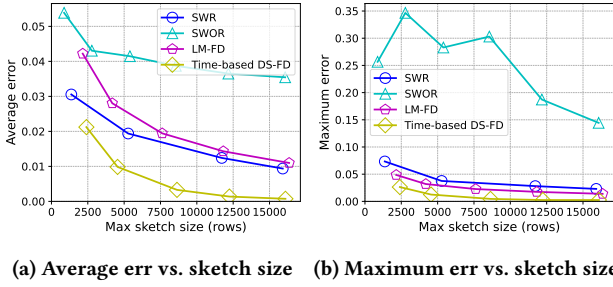 0.05
0.04
0.03
0.02
0.01
0.00
Average error
SWR
SWOR
LM-FD
Time-based DS-FD
0
2500
5000
7500
10000
12500
15000
Max sketch size (rows)
(a) Average err vs. sketch size
0.35
0.30
0.25
0.20
0.15
0.10
0.05
0.00
Maximum error
SWR
SWOR
LM-FD
Time-based DS-FD
0
2500
5000
7500
10000
12500
15000
Max sketch size (rows)
(b) Maximum err vs. sketch size